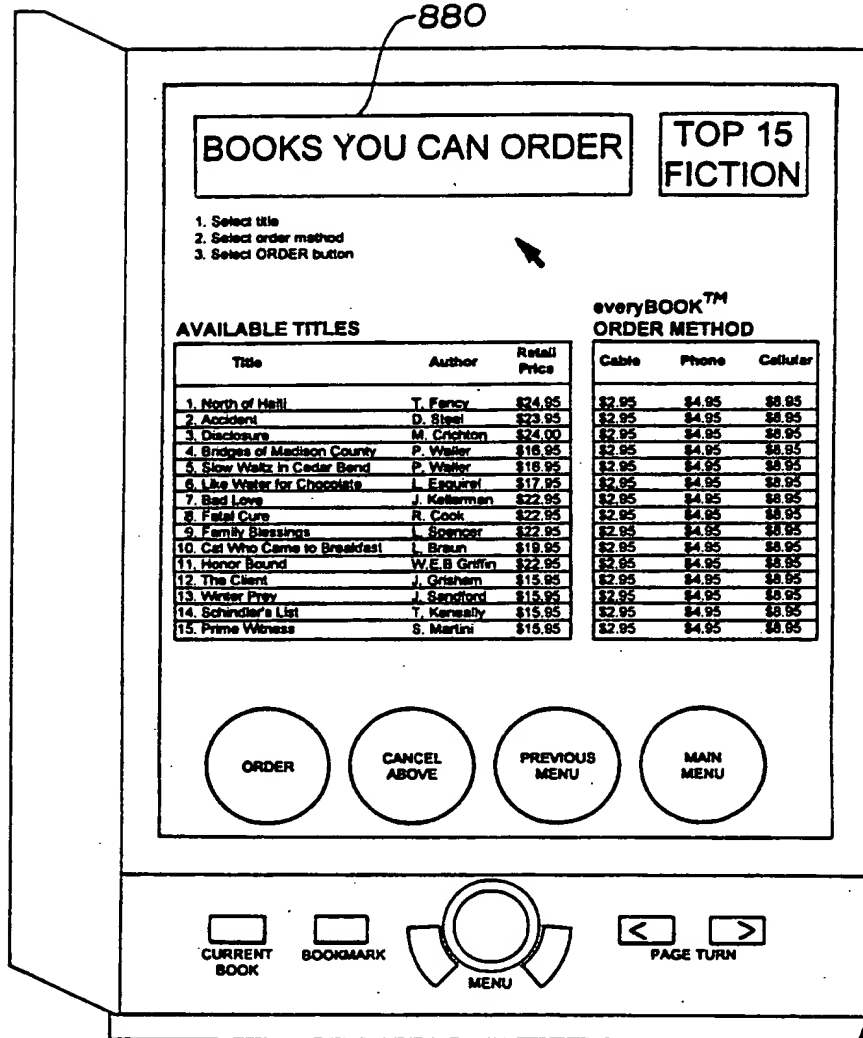 880
BOOKS YOU CAN ORDER
TOP 15
FICTION
1. Select title
2. Select order method
3. Select ORDER button
everyBOOK™
AVAILABLE TITLES
ORDER METHOD
Title Author Retail Price Cable Phone Cellular
1. North of Haiti T. Fancy $24.95 $2.95 $4.95 $8.95
2. Accident D. Steel $23.95 $2.95 $4.95 $8.95
3. Disclosure M. Crichton $24.00 $2.95 $4.95 $8.95
4. Bridges of Madison County P. Waller $16.95 $2.95 $4.95 $8.95
5. Slow Waltz in Cedar Bend P. Waller $16.95 $2.95 $4.95 $8.95
6. Like Water for Chocolate L. Esquirel $17.95 $2.95 $4.95 $8.95
7. Bad Love J. Kellerman $22.95 $2.95 $4.95 $8.95
8. Fatal Cure R. Cook $22.95 $2.95 $4.95 $8.95
9. Family Blessings L. Spencer $22.95 $2.95 $4.95 $8.95
10. Cat Who Came to Breakfast L. Braun $19.95 $2.95 $4.95 $8.95
11. Honor Bound W.E.B Griffin $22.95 $2.95 $4.95 $8.95
12. The Client J. Grisham $15.95 $2.95 $4.95 $8.95
13. Winter Prey J. Sandford $15.95 $2.95 $4.95 $8.95
14. Schindler's List T. Keneally $15.95 $2.95 $4.95 $8.95
15. Prime Witness S. Martini $15.95 $2.95 $4.95 $8.95
ORDER
CANCEL
ABOVE
PREVIOUS
MENU
MAIN
MENU
CURRENT
BOOK
BOOKMARK
MENU
< >
PAGE TURN